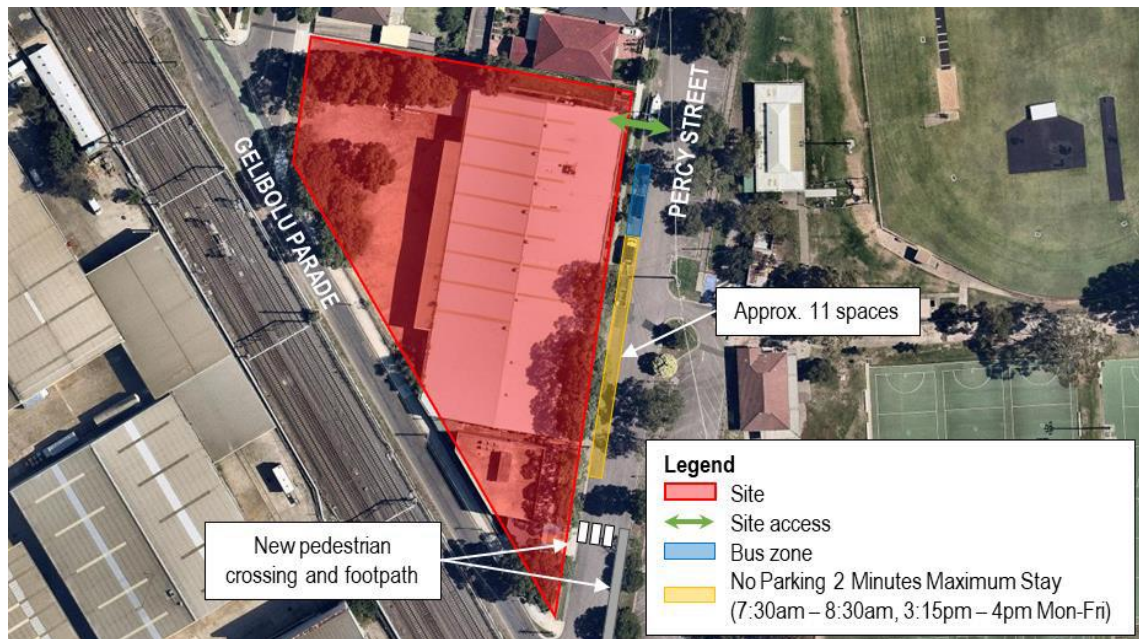 GELIBOLU PARADE
PERCY STREET
Approx. 11 spaces
New pedestrian
crossing and footpath
Legend
Site
Site access
Bus zone
No Parking 2 Minutes Maximum Stay
(7:30am – 8:30am, 3:15pm – 4pm Mon-Fri)